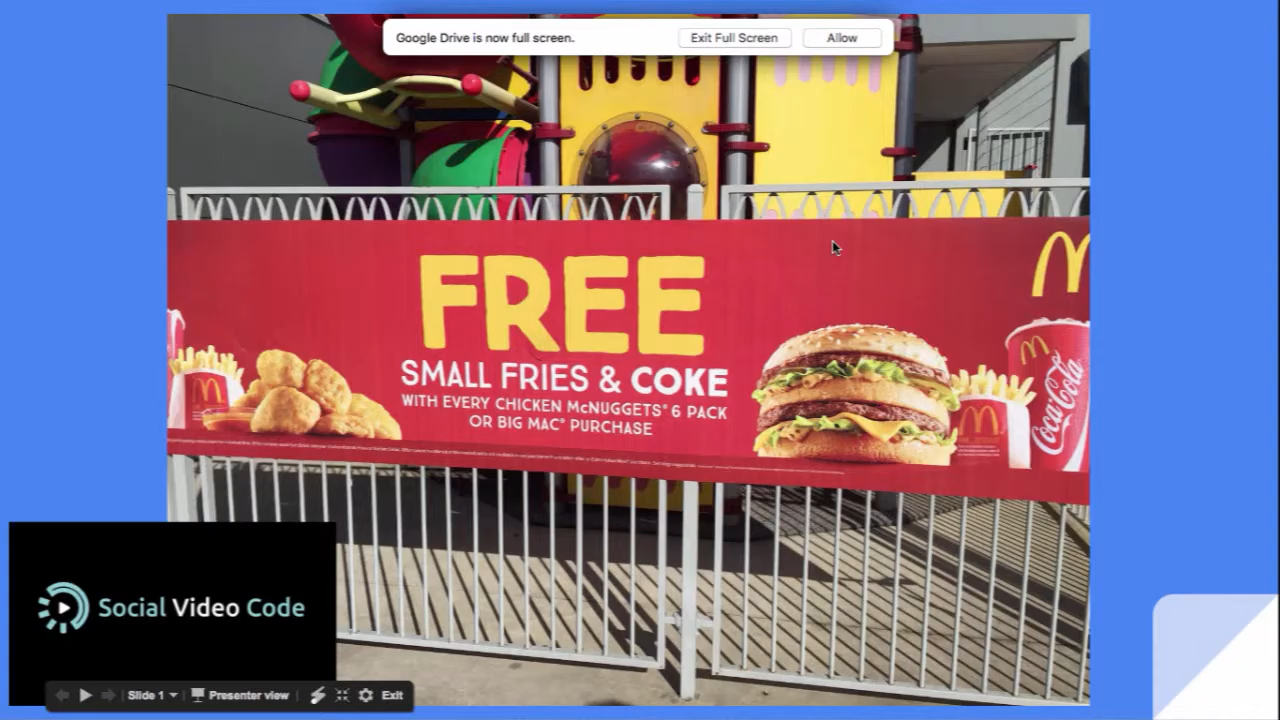 Google Drive is now full screen.
Exit Full Screen
Allow
FREE
SMALL FRIES & COKE
WITH EVERY CHICKEN McNUGGETS® 6 PACK
OR BIG MAC® PURCHASE
Coca-Cola
Social Video Code
Slide 1
Presenter view
Exit